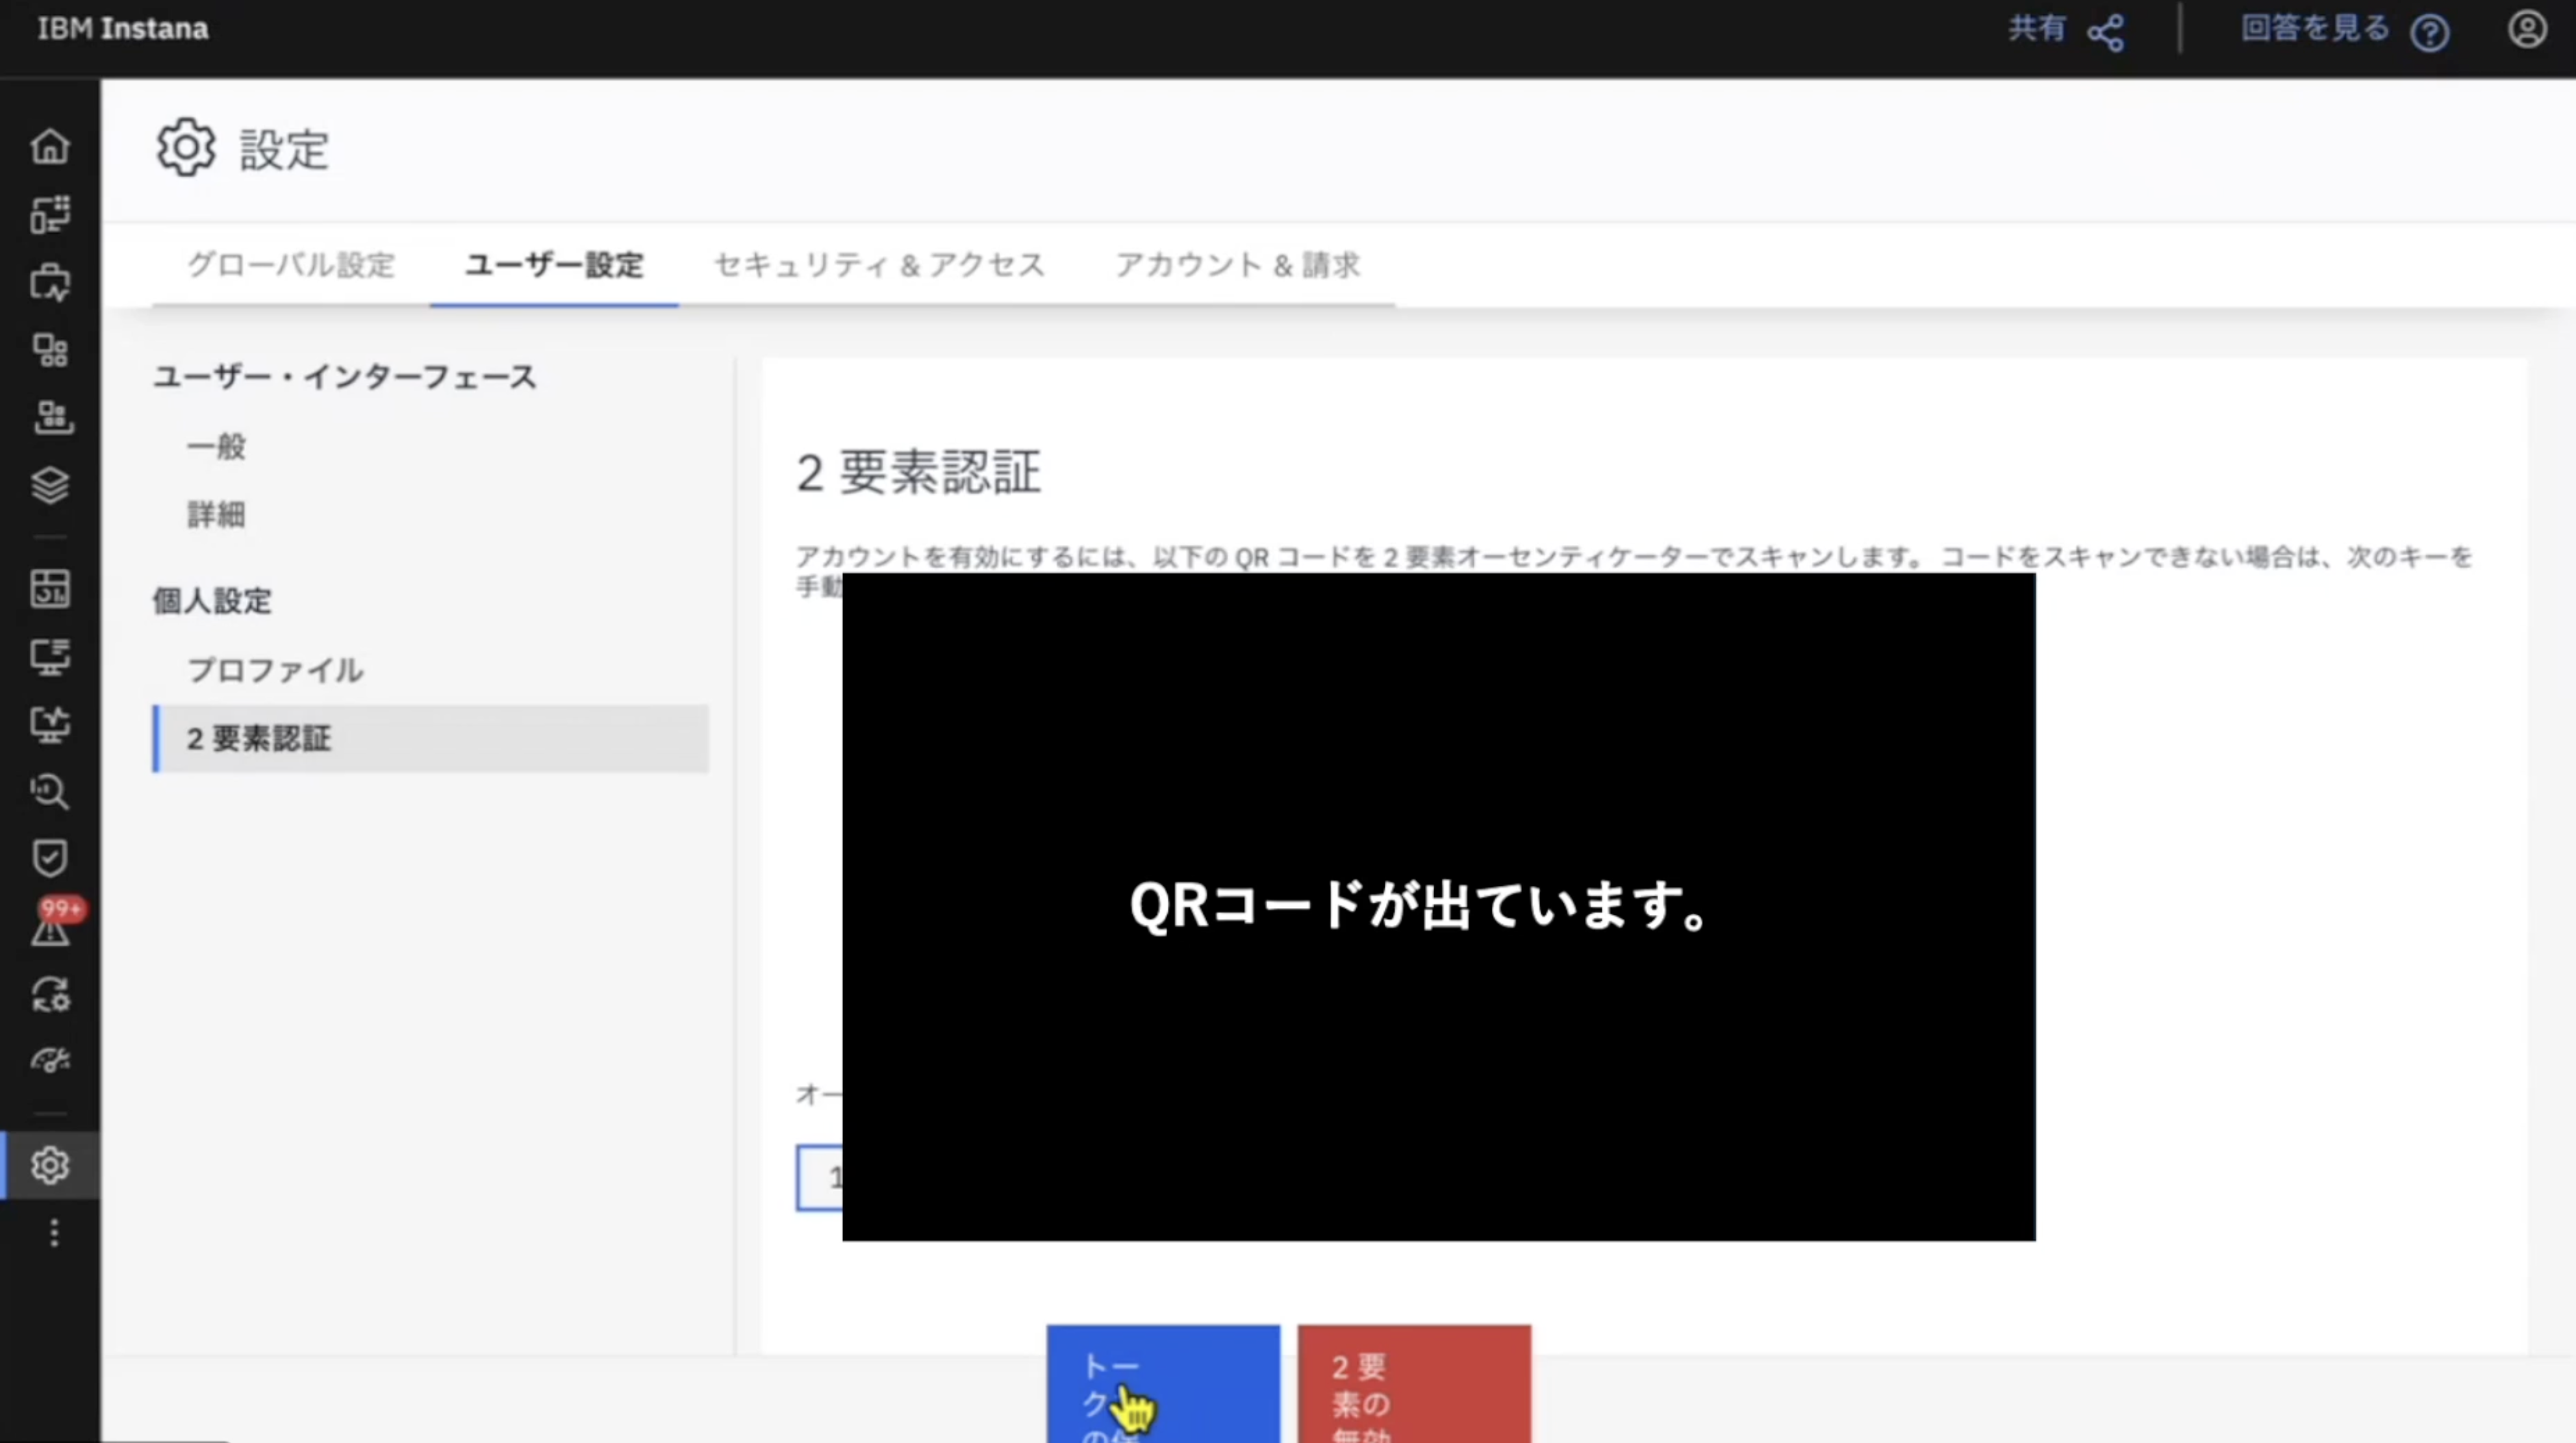 IBM Instana
共有
回答を見る
設定
グローバル設定
ユーザー設定
セキュリティ & アクセス
アカウント & 請求
ユーザー・インターフェース
一般
詳細
個人設定
プロファイル
2 要素認証
99+
2 要素認証
アカウントを有効にするには、以下の QR コードを 2 要素オーセンティケーターでスキャンします。 コードをスキャンできない場合は、次のキーを
手動
QRコードが出ています。
オー
1
トー
ク
の保
2 要
素の
無効